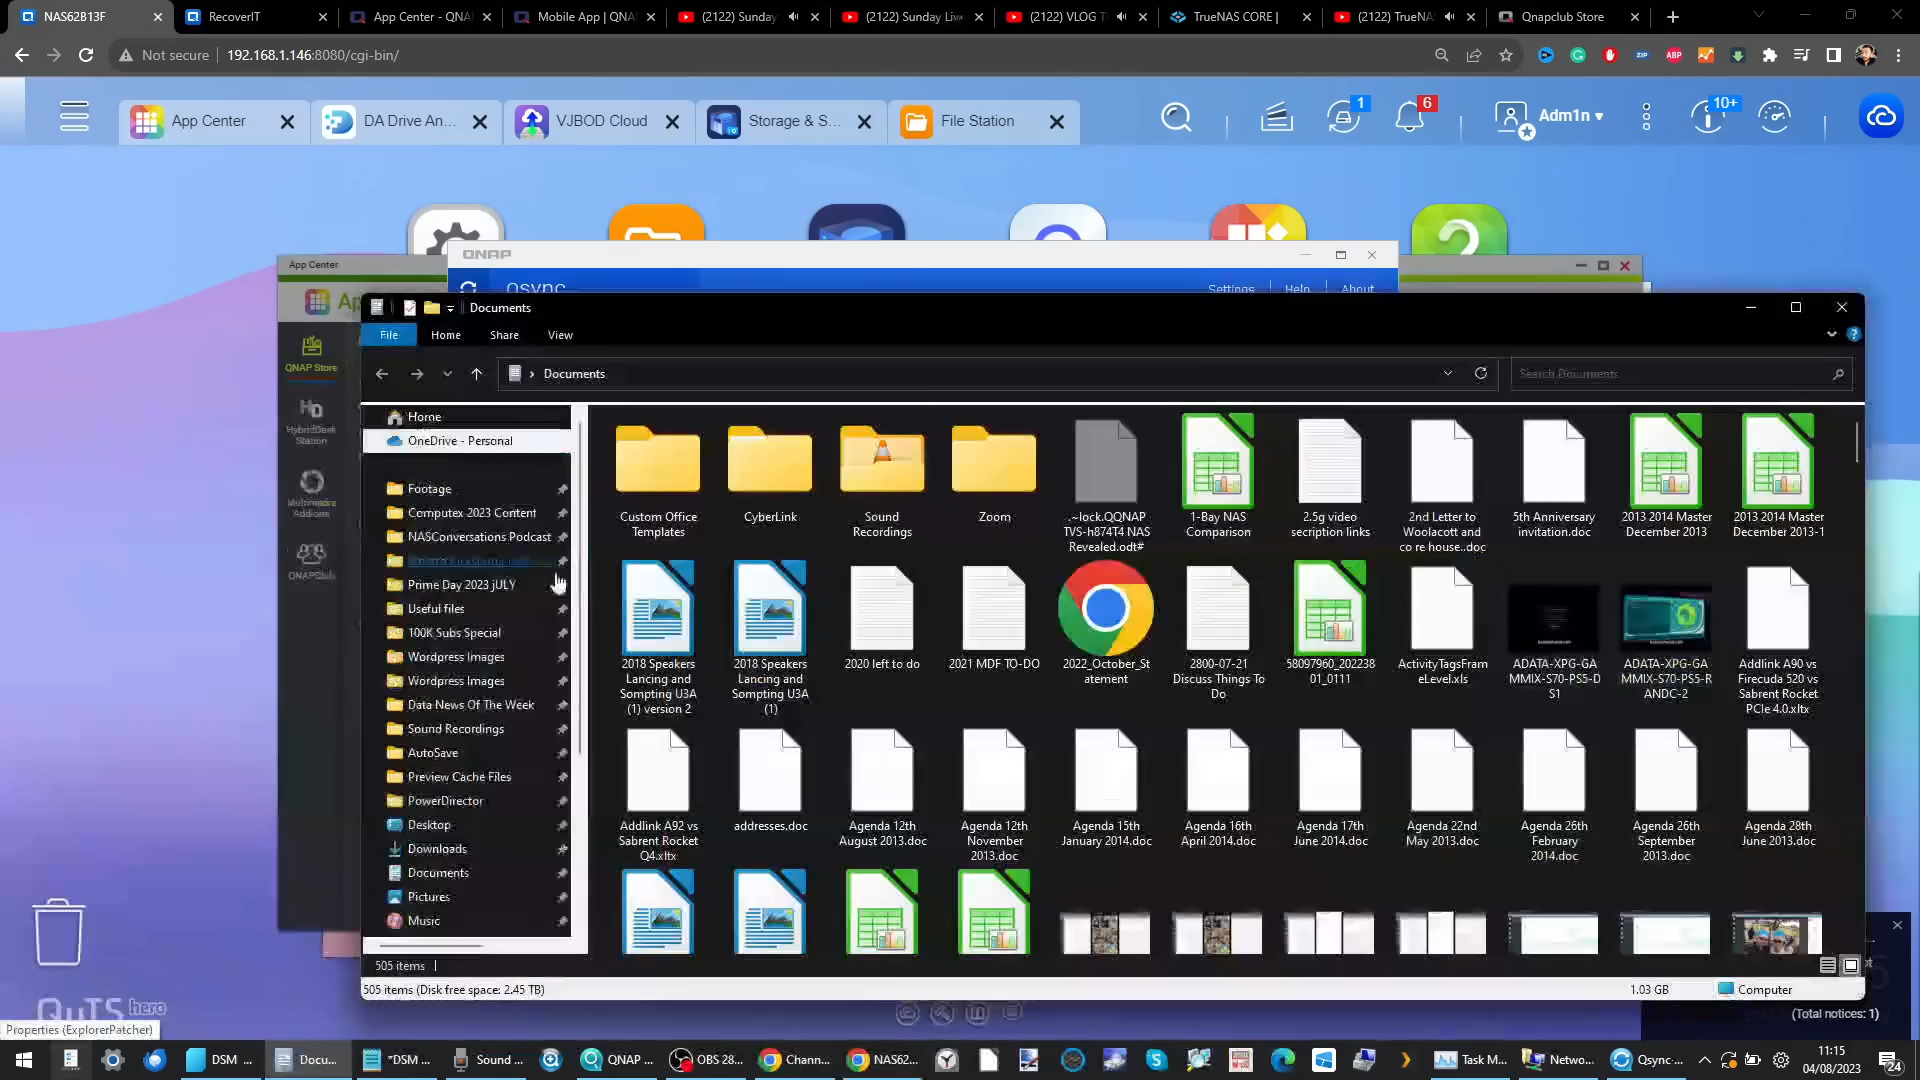 NAS62B13F
RecoverIT
App Center - QNA
Mobile App | QNA
(2122) Sunday
(2122) Sunday Liv
(2122) VLOG T
TrueNAS CORE |
(2122) TrueNA
Qnapclub Store
Not secure
192.168.1.146:8080/cgi-bin/
ZIP
ABP
App Center
DA Drive An...
VJBOD Cloud
Storage & S...
File Station
1
6
Adm1n
10+
QNAP
App Center
Qsync
Settings
Help
About
Documents
App
File
Home
Share
View
QNAP Store
Documents
Search Documents
HybridDesk
Station
Multimedia
Add-ons
QNAPClub
Home
OneDrive - Personal
Footage
Computex 2023 Content
NASConversations Podcast
Prime Day 2023 jULY
Useful files
100K Subs Special
Wordpress Images
Wordpress Images
Data News Of The Week
Sound Recordings
AutoSave
Preview Cache Files
PowerDirector
Desktop
Downloads
Documents
Pictures
Music
Custom Office
Templates
CyberLink
Sound
Recordings
Zoom
.~lock.QQNAP
TVS-h874T4 NAS
Revealed.odt#
1-Bay NAS
Comparison
2.5g video
secription links
2nd Letter to
Woolacott and
co re house..doc
5th Anniversary
invitation.doc
2013 2014 Master
December 2013
2013 2014 Master
December 2013-1
2018 Speakers
Lancing and
Sompting U3A
(1) version 2
2018 Speakers
Lancing and
Sompting U3A
(1)
2020 left to do
2021 MDF TO-DO
2022_October_St
atement
2800-07-21
Discuss Things To
Do
58097960_202238
01_0111
ActivityTagsFram
eLevel.xls
ADATA-XPG-GA
MMIX-S70-PS5-D
S1
ADATA-XPG-GA
MMIX-S70-PS5-R
ANDC-2
Addlink A90 vs
Firecuda 520 vs
Sabrent Rocket
PCIe 4.0.xltx
Addlink A92 vs
Sabrent Rocket
Q4.xltx
addresses.doc
Agenda 12th
August 2013.doc
Agenda 12th
November
2013.doc
Agenda 15th
January 2014.doc
Agenda 16th
April 2014.doc
Agenda 17th
June 2014.doc
Agenda 22nd
May 2013.doc
Agenda 26th
February
2014.doc
Agenda 26th
September
2013.doc
Agenda 28th
June 2013.doc
505 items
505 items (Disk free space: 2.45 TB)
1.03 GB
Computer
QuTS hero
(Total notices: 1)
Properties (ExplorerPatcher)
DSM ...
Docu...
*DSM ...
Sound ...
QNAP ...
OBS 28...
Chann...
NAS62...
Task M...
Netwo...
Qsync ...
11:15
04/08/2023
24